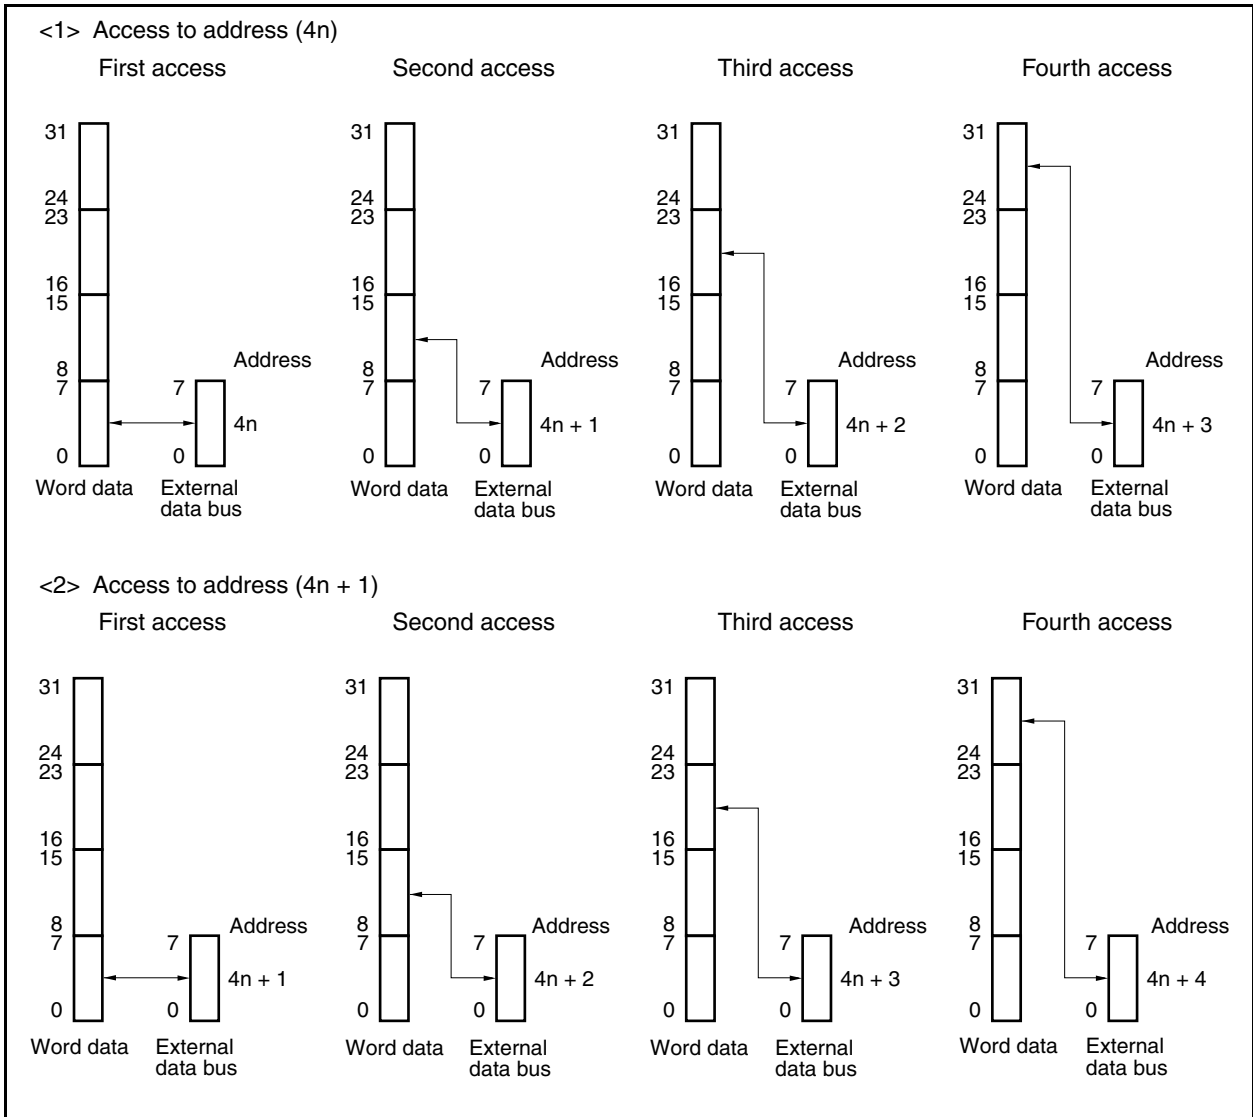 <1> Access to address (4n)
First access
Second access
Third access
Fourth access
31
24
23
16
15
8
7
0
Word data
Address
7
4n
0
External
data bus
31
24
23
16
15
8
7
0
Word data
Address
7
4n + 1
0
External
data bus
31
24
23
16
15
8
7
0
Word data
Address
7
4n + 2
0
External
data bus
31
24
23
16
15
8
7
0
Word data
Address
7
4n + 3
0
External
data bus
<2> Access to address (4n + 1)
First access
Second access
Third access
Fourth access
31
24
23
16
15
8
7
0
Word data
Address
7
4n + 1
0
External
data bus
31
24
23
16
15
8
7
0
Word data
Address
7
4n + 2
0
External
data bus
31
24
23
16
15
8
7
0
Word data
Address
7
4n + 3
0
External
data bus
31
24
23
16
15
8
7
0
Word data
Address
7
4n + 4
0
External
data bus